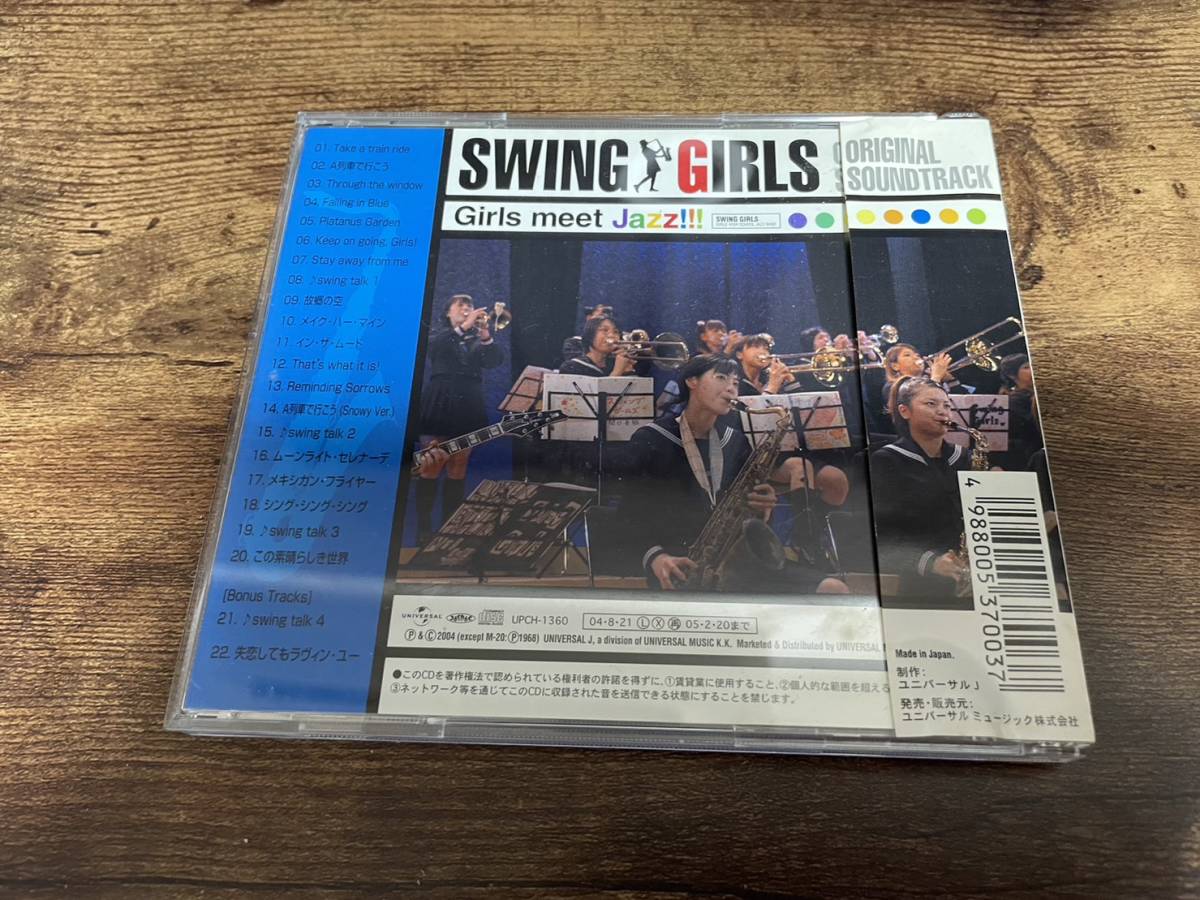 01. Take a train ride
02. A列車で行こう
03. Through the window
04. Falling in Blue
05. Platanus Garden
06. Keep on going, Girls!
07. Stay away from me
08. ♪swing talk 1
09. 故郷の空
10. メイク・ハー・マイン
11. イン・ザ・ムード
12. That's what it is!
13. Reminding Sorrows
14. A列車で行こう (Snowy Ver.)
15. ♪swing talk 2
16. ムーンライト・セレナーデ
17. メキシカン・フライヤー
18. シング・シング・シング
19. ♪swing talk 3
20. この素晴らしき世界
[Bonus Tracks]
21. ♪swing talk 4
22. 失恋してもラヴィン・ユー
SWING GIRLS
ORIGINAL
SOUNDTRACK
Girls meet Jazz!!!
SWING GIRLS
UNIVERSAL
UPCH-1360
04・8・21 Ⓛ Ⓧ 再 05・2・20まで
Ⓟ & Ⓒ 2004 (except M-20: Ⓟ1968) UNIVERSAL J, a division of UNIVERSAL MUSIC K.K. Marketed & Distributed by UNIVERSAL
●このCDを著作権法で認められている権利者の許諾を得ずに、①賃貸業に使用すること、②個人的な範囲を超える
③ネットワーク等を通じてこのCDに収録された音を送信できる状態にすることを禁じます。
4 988005 370037
Made in Japan.
制作：
ユニバーサル J
発売・販売元：
ユニバーサル ミュージック株式会社